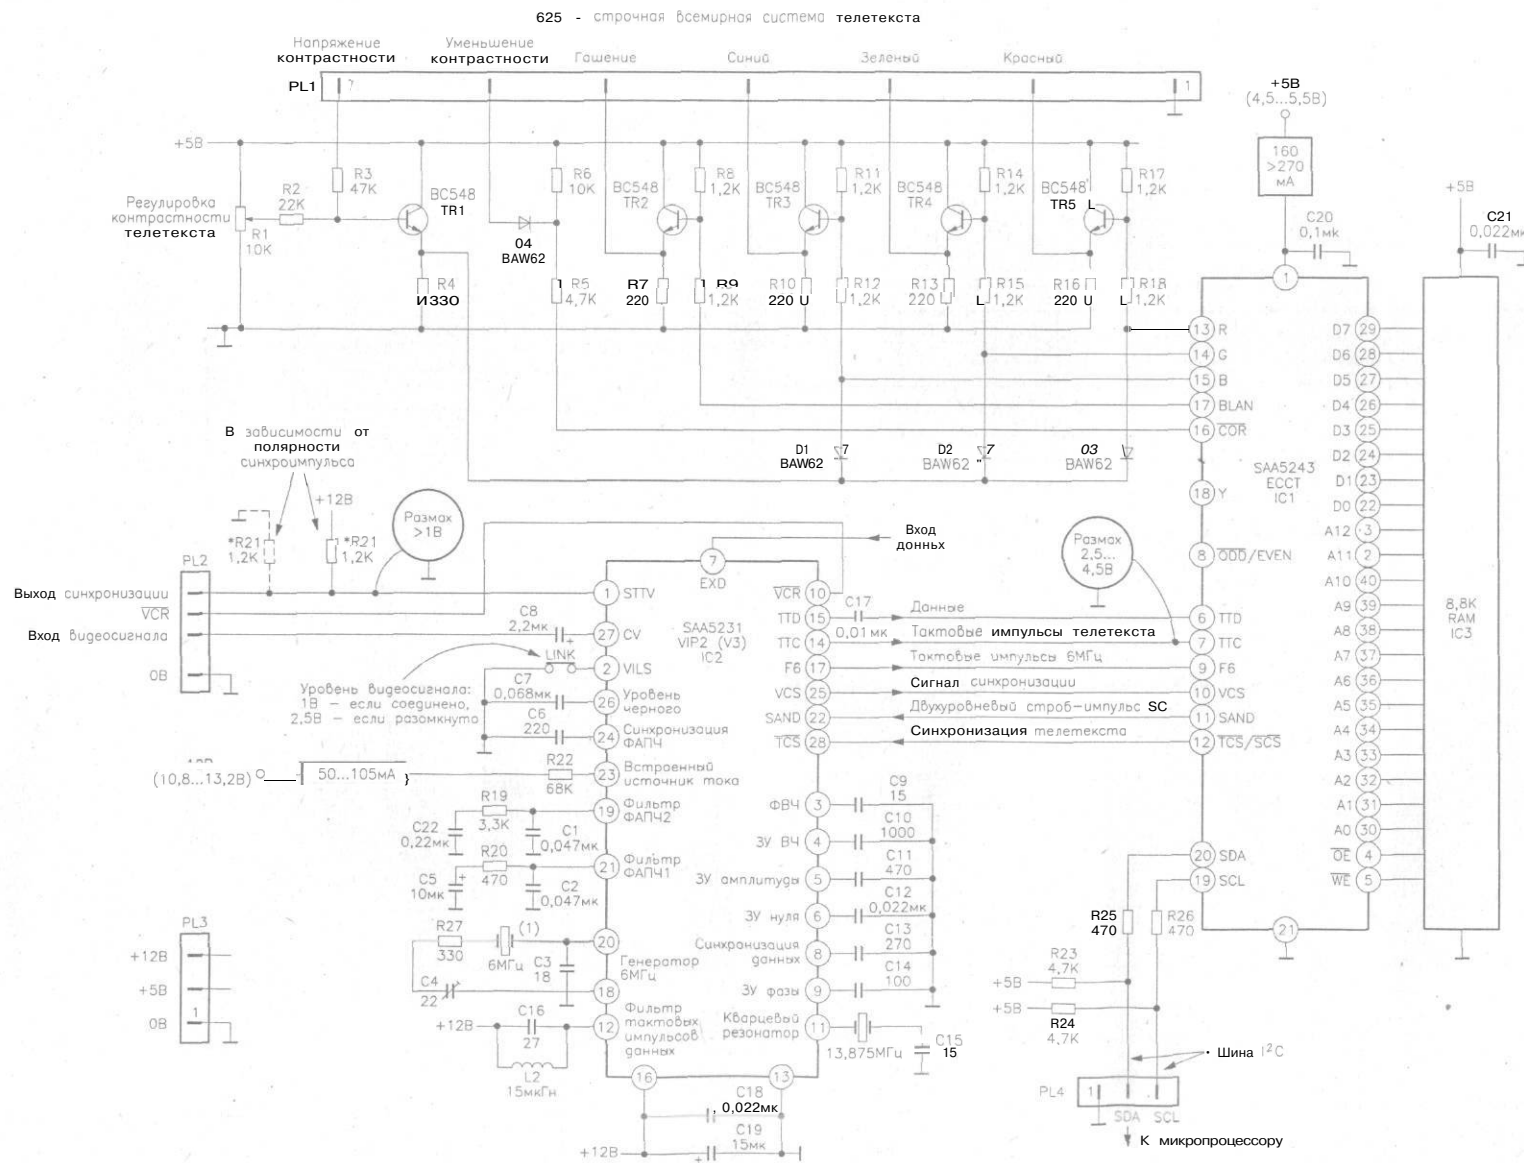 625 - строчная всемирная система телетекста
Напряжение контрастности
Уменьшение контрастности
Гашение
Синий
Зеленый
Красный
PL1
7
1
+5В
(4,5...5,5В)
160
>270
мА
+5В
R3
47K
R2
22K
Регулировка
контрастности
телетекста
R1
10K
BC548
TR1
R4
И330
R6
10K
04
BAW62
R5
4,7K
BC548
TR2
R7
220
R8
1,2K
R9
1,2K
BC548
TR3
R10
220 U
R11
1,2K
R12
1,2K
BC548
TR4
R13
220
R14
1,2K
R15
1,2K
BC548
TR5
R16
220 U
R17
1,2K
R18
1,2K
C20
0,1мк
+5В
C21
0,022мк
1
13 R
14 G
15 B
17 BLAN
16 COR
18 Y
8 ODD/EVEN
6 TTD
7 TTC
9 F6
10 VCS
11 SAND
12 TCS/SCS
20 SDA
19 SCL
21
SAA5243
ECCT
IC1
D7 29
D6 28
D5 27
D4 26
D3 25
D2 24
D1 23
D0 22
A12 3
A11 2
A10 40
A9 39
A8 38
A7 37
A6 36
A5 35
A4 34
A3 33
A2 32
A1 31
A0 30
OE 4
WE 5
8,8K
RAM
IC3
D1
BAW62
D2
BAW62
03
BAW62
В зависимости от
полярности
синхроимпульса
+12В
*R21
1,2K
*R21
1,2K
Размах
>1В
Вход
донньх
Размах
2,5...
4,5В
PL2
Выход синхронизации
VCR
Вход видеосигнала
0В
C8
2,2мк
+
LINK
Уровень видеосигнала:
1В – если соединено,
2,5В – если разомкнуто
C7
0,068мк
C6
220
(10,8...13,2В)
50...105мА
R22
68K
R19
3,3K
C22
0,22мк
C1
0,047мк
R20
470
C5
10мк
+
C2
0,047мк
R27
330
(1)
6МГц
C3
18
C4
22
+12В
C16
27
L2
15мкГн
7
EXD
SAA5231
VIP2 (V3)
IC2
1 STTV
27 CV
2 VILS
26 Уровень
черного
24 Синхронизация
ФАПЧ
23 Встроенный
источник тока
19 Фильтр
ФАПЧ2
21 Фильтр
ФАПЧ1
20
Генератор
6МГц
18
12 Фильтр
тактовых
импульсов
данных
16
13
VCR 10
TTD 15
TTC 14
F6 17
VCS 25
SAND 22
TCS 28
ФВЧ 3
ЗУ ВЧ 4
ЗУ амплитуды 5
ЗУ нуля 6
Синхронизация
данных 8
ЗУ фазы 9
Кварцевый
резонатор 11
C17
0,01мк
Данные
Тактовые импульсы телетекста
Тактовые импульсы 6МГц
Сигнал синхронизации
Двухуровневый строб-импульс SC
Синхронизация телетекста
C9
15
C10
1000
C11
470
C12
0,022мк
C13
270
C14
100
13,875МГц
C15
15
C18
0,022мк
C19
15мк
+
+12В
PL3
+12В
+5В
1
0В
R25
470
R26
470
R23
4,7K
+5В
+5В
R24
4,7K
Шина I²C
PL4
1
SDA
SCL
К микропроцессору